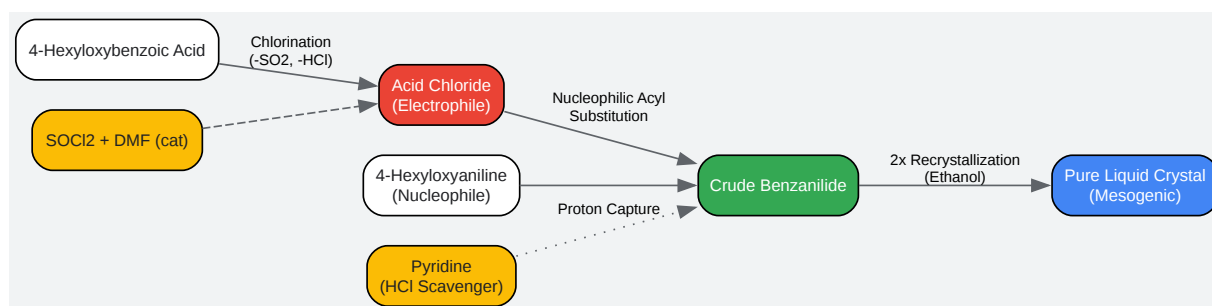 4-Hexyloxybenzoic Acid
Chlorination
(-SO2, -HCl)
SOCl2 + DMF (cat)
Acid Chloride
(Electrophile)
Nucleophilic Acyl
Substitution
4-Hexyloxyaniline
(Nucleophile)
Proton Capture
Pyridine
(HCl Scavenger)
Crude Benzanilide
2x Recrystallization
(Ethanol)
Pure Liquid Crystal
(Mesogenic)